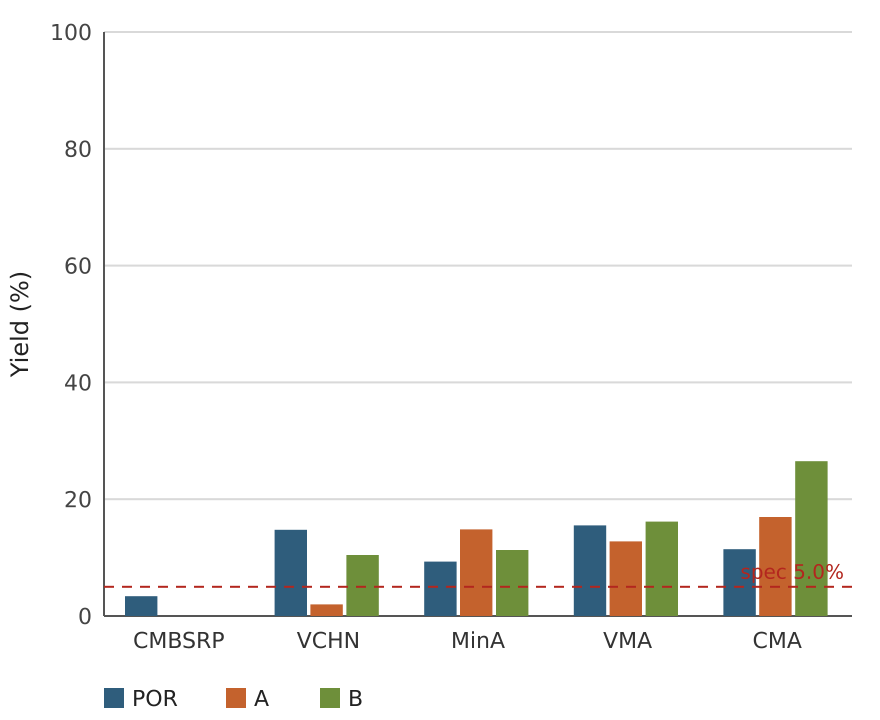 100
80
60
40
20
0
Yield (%)
spec 5.0%
CMBSRP VCHN MinA VMA CMA
POR A B